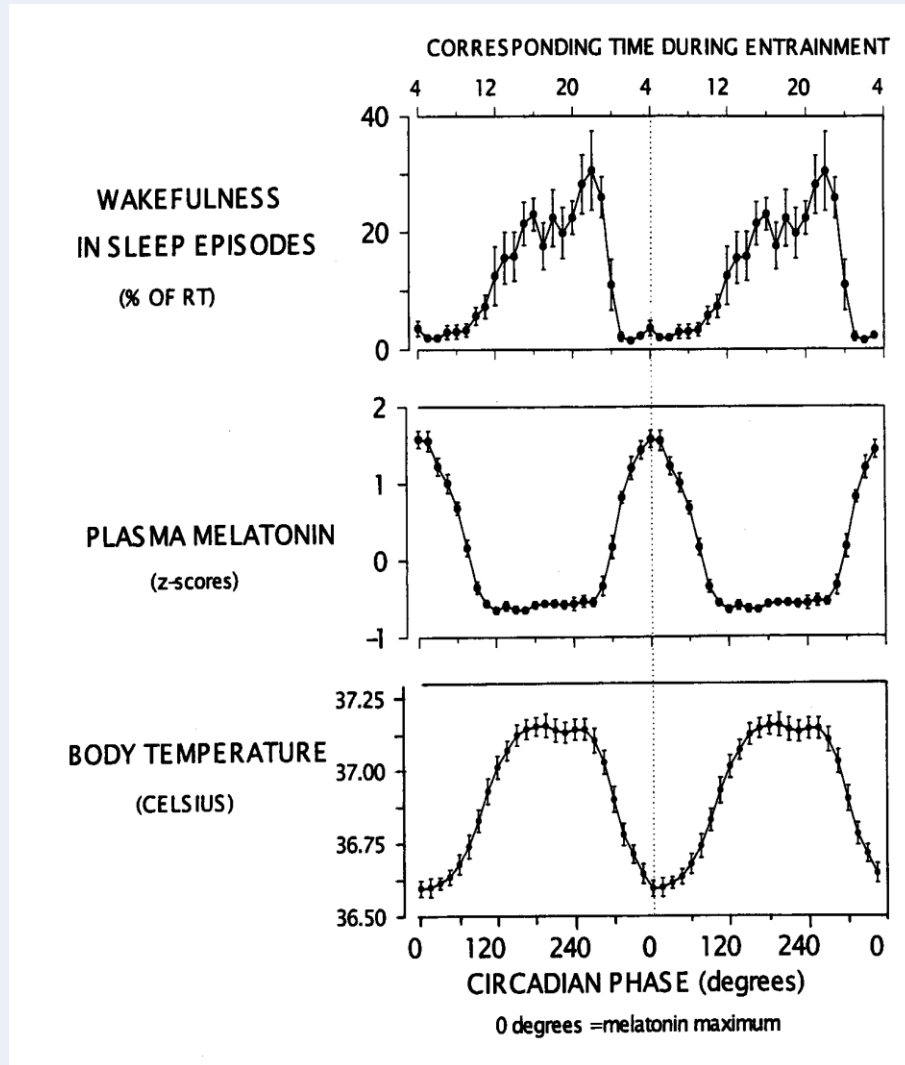 CORRESPONDING TIME DURING ENTRAINMENT
4 12 20 4 12 20 4
WAKEFULNESS
IN SLEEP EPISODES
(% OF RT)
40
20
0
PLASMA MELATONIN
(z-scores)
2
1
0
-1
BODY TEMPERATURE
(CELSIUS)
37.25
37.00
36.75
36.50
0 120 240 0 120 240 0
CIRCADIAN PHASE (degrees)
0 degrees =melatonin maximum